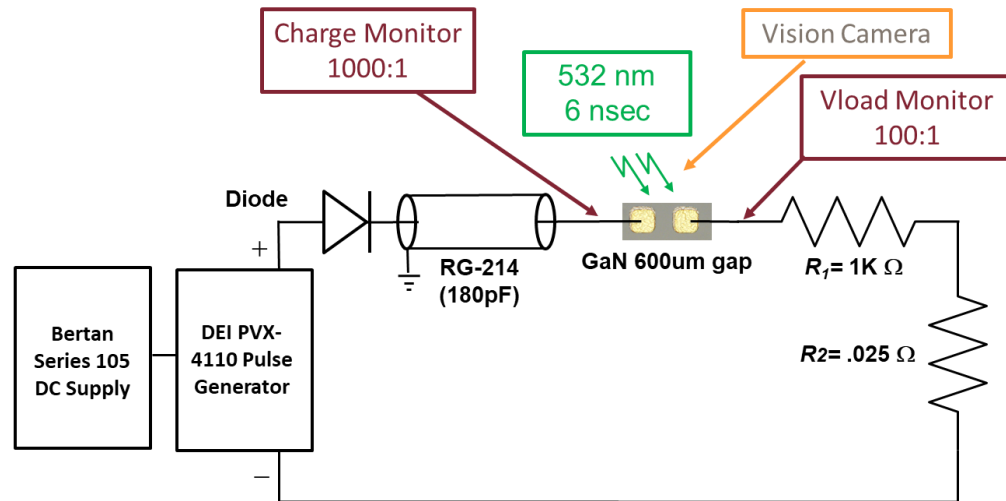 Charge Monitor
1000:1
532 nm
6 nsec
Vision Camera
Vload Monitor
100:1
Diode
+
RG-214
(180pF)
GaN 600um gap
R₁= 1K Ω
Bertan
Series 105
DC Supply
DEI PVX-
4110 Pulse
Generator
R2= .025 Ω
−